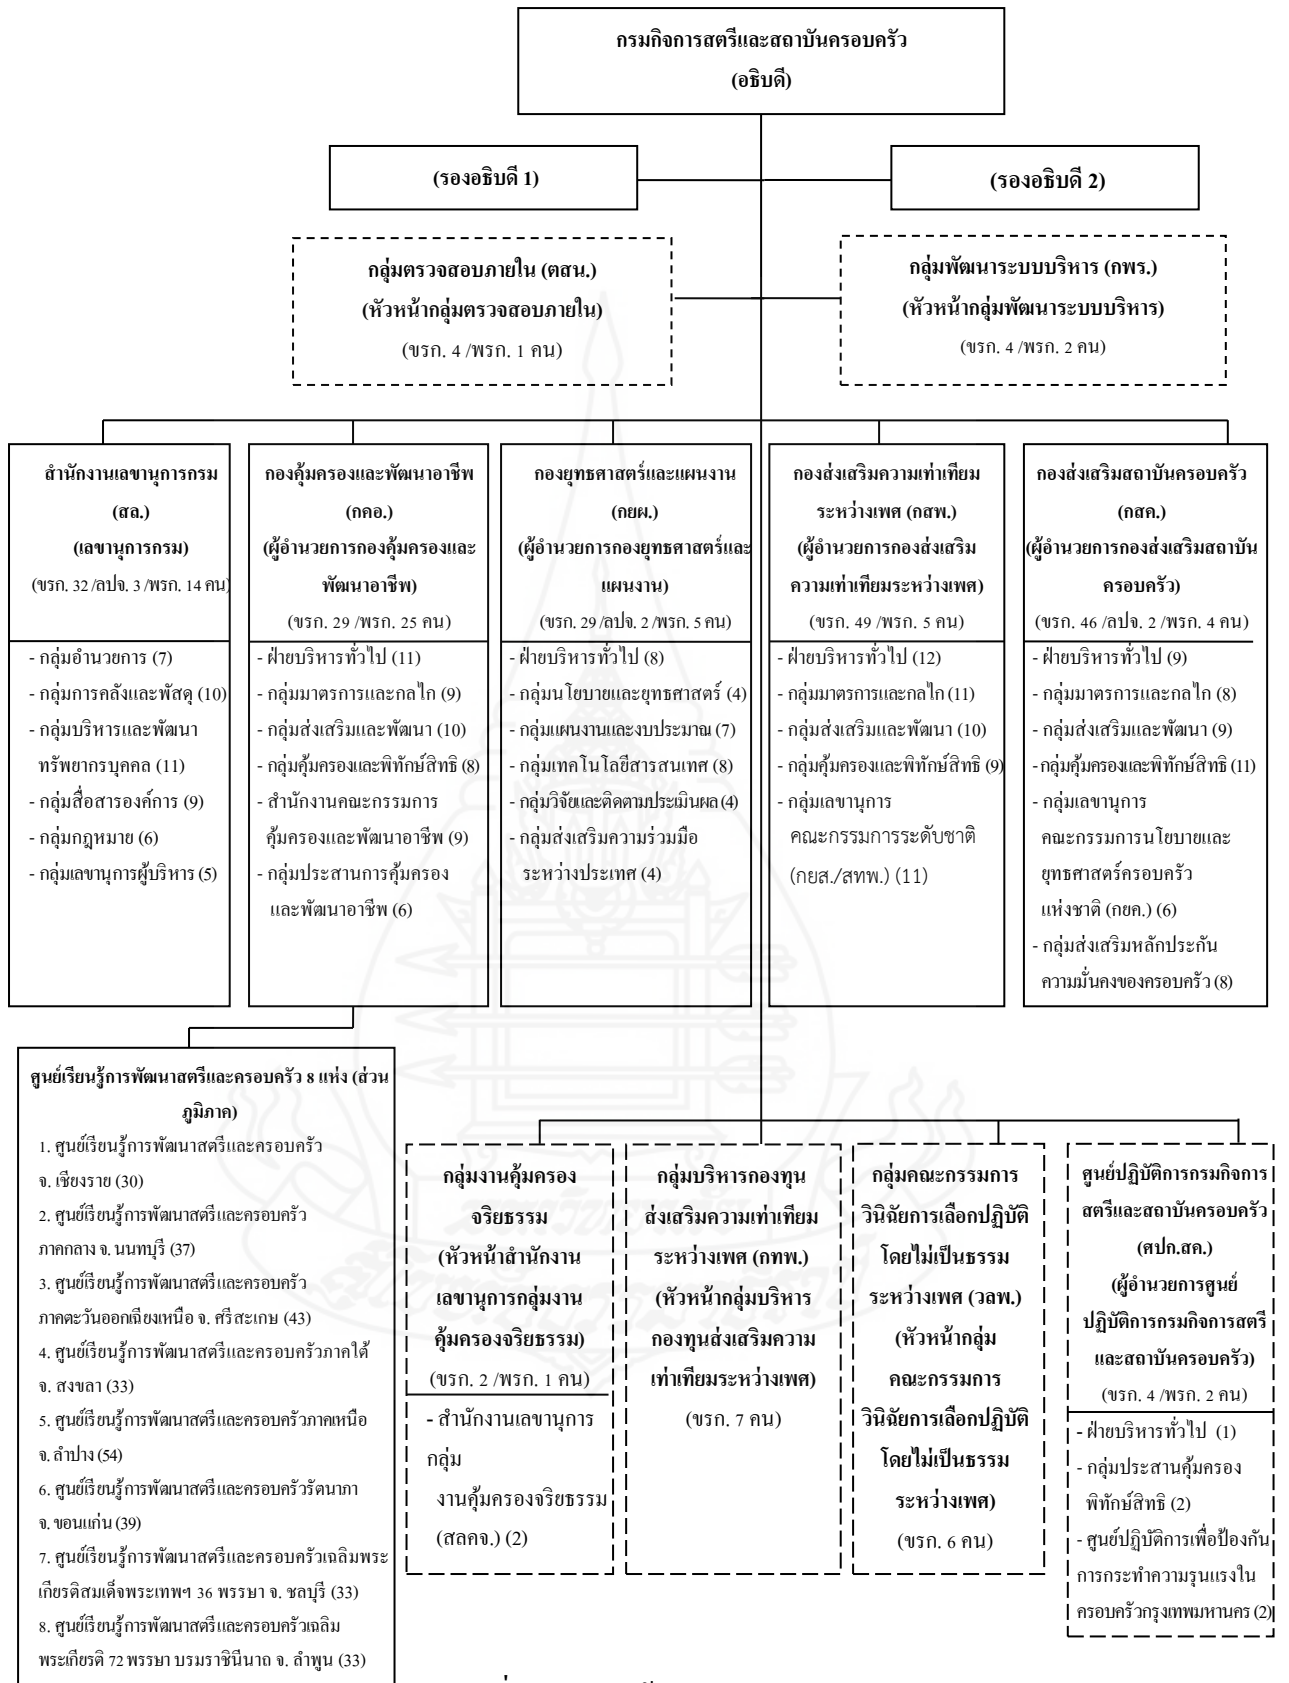 กรมกิจการสตรีและสถาบันครอบครัว
(อธิบดี)
(รองอธิบดี 1)
(รองอธิบดี 2)
กลุ่มตรวจสอบภายใน (ตสน.)
(หัวหน้ากลุ่มตรวจสอบภายใน)
(ขรก. 4 /พรก. 1 คน)
กลุ่มพัฒนาระบบบริหาร (กพร.)
(หัวหน้ากลุ่มพัฒนาระบบบริหาร)
(ขรก. 4 /พรก. 2 คน)
สำนักงานเลขานุการกรม
(สล.)
(เลขานุการกรม)
(ขรก. 32 /ลปจ. 3 /พรก. 14 คน)
- กลุ่มอำนวยการ (7)
- กลุ่มการคลังและพัสดุ (10)
- กลุ่มบริหารและพัฒนา
ทรัพยากรบุคคล (11)
- กลุ่มสื่อสารองค์การ (9)
- กลุ่มกฎหมาย (6)
- กลุ่มเลขานุการผู้บริหาร (5)
กองคุ้มครองและพัฒนาอาชีพ
(กคอ.)
(ผู้อำนวยการกองคุ้มครองและ
พัฒนาอาชีพ)
(ขรก. 29 /พรก. 25 คน)
- ฝ่ายบริหารทั่วไป (11)
- กลุ่มมาตรการและกลไก (9)
- กลุ่มส่งเสริมและพัฒนา (10)
- กลุ่มคุ้มครองและพิทักษ์สิทธิ (8)
- สำนักงานคณะกรรมการ
คุ้มครองและพัฒนาอาชีพ (9)
- กลุ่มประสานการคุ้มครอง
และพัฒนาอาชีพ (6)
กองยุทธศาสตร์และแผนงาน
(กยผ.)
(ผู้อำนวยการกองยุทธศาสตร์และ
แผนงาน)
(ขรก. 29 /ลปจ. 2 /พรก. 5 คน)
- ฝ่ายบริหารทั่วไป (8)
- กลุ่มนโยบายและยุทธศาสตร์ (4)
- กลุ่มแผนงานและงบประมาณ (7)
- กลุ่มเทคโนโลยีสารสนเทศ (8)
- กลุ่มวิจัยและติดตามประเมินผล (4)
- กลุ่มส่งเสริมความร่วมมือ
ระหว่างประเทศ (4)
กองส่งเสริมความเท่าเทียม
ระหว่างเพศ (กสพ.)
(ผู้อำนวยการกองส่งเสริม
ความเท่าเทียมระหว่างเพศ)
(ขรก. 49 /พรก. 5 คน)
- ฝ่ายบริหารทั่วไป (12)
- กลุ่มมาตรการและกลไก (11)
- กลุ่มส่งเสริมและพัฒนา (10)
- กลุ่มคุ้มครองและพิทักษ์สิทธิ (9)
- กลุ่มเลขานุการ
คณะกรรมการระดับชาติ
(กยส./สทพ.) (11)
กองส่งเสริมสถาบันครอบครัว
(กสค.)
(ผู้อำนวยการกองส่งเสริมสถาบัน
ครอบครัว)
(ขรก. 46 /ลปจ. 2 /พรก. 4 คน)
- ฝ่ายบริหารทั่วไป (9)
- กลุ่มมาตรการและกลไก (8)
- กลุ่มส่งเสริมและพัฒนา (9)
- กลุ่มคุ้มครองและพิทักษ์สิทธิ (11)
- กลุ่มเลขานุการ
คณะกรรมการนโยบายและ
ยุทธศาสตร์ครอบครัว
แห่งชาติ (กยค.) (6)
- กลุ่มส่งเสริมหลักประกัน
ความมั่นคงของครอบครัว (8)
ศูนย์เรียนรู้การพัฒนาสตรีและครอบครัว 8 แห่ง (ส่วน
ภูมิภาค)
1. ศูนย์เรียนรู้การพัฒนาสตรีและครอบครัว
จ. เชียงราย (30)
2. ศูนย์เรียนรู้การพัฒนาสตรีและครอบครัว
ภาคกลาง จ. นนทบุรี (37)
3. ศูนย์เรียนรู้การพัฒนาสตรีและครอบครัว
ภาคตะวันออกเฉียงเหนือ จ. ศรีสะเกษ (43)
4. ศูนย์เรียนรู้การพัฒนาสตรีและครอบครัวภาคใต้
จ. สงขลา (33)
5. ศูนย์เรียนรู้การพัฒนาสตรีและครอบครัวภาคเหนือ
จ. ลำปาง (54)
6. ศูนย์เรียนรู้การพัฒนาสตรีและครอบครัวรัตนาภา
จ. ขอนแก่น (39)
7. ศูนย์เรียนรู้การพัฒนาสตรีและครอบครัวเฉลิมพระ
เกียรติสมเด็จพระเทพฯ 36 พรรษา จ. ชลบุรี (33)
8. ศูนย์เรียนรู้การพัฒนาสตรีและครอบครัวเฉลิม
พระเกียรติ 72 พรรษา บรมราชินีนาถ จ. ลำพูน (33)
กลุ่มงานคุ้มครอง
จริยธรรม
(หัวหน้าสำนักงาน
เลขานุการกลุ่มงาน
คุ้มครองจริยธรรม)
(ขรก. 2 /พรก. 1 คน)
- สำนักงานเลขานุการ
กลุ่ม
งานคุ้มครองจริยธรรม
(สลคจ.) (2)
กลุ่มบริหารกองทุน
ส่งเสริมความเท่าเทียม
ระหว่างเพศ (กทพ.)
(หัวหน้ากลุ่มบริหาร
กองทุนส่งเสริมความ
เท่าเทียมระหว่างเพศ)
(ขรก. 7 คน)
กลุ่มคณะกรรมการ
วินิจฉัยการเลือกปฏิบัติ
โดยไม่เป็นธรรม
ระหว่างเพศ (วลพ.)
(หัวหน้ากลุ่ม
คณะกรรมการ
วินิจฉัยการเลือกปฏิบัติ
โดยไม่เป็นธรรม
ระหว่างเพศ)
(ขรก. 6 คน)
ศูนย์ปฏิบัติการกรมกิจการ
สตรีและสถาบันครอบครัว
(ศปก.สค.)
(ผู้อำนวยการศูนย์
ปฏิบัติการกรมกิจการสตรี
และสถาบันครอบครัว)
(ขรก. 4 /พรก. 2 คน)
- ฝ่ายบริหารทั่วไป (1)
- กลุ่มประสานคุ้มครอง
พิทักษ์สิทธิ (2)
- ศูนย์ปฏิบัติการเพื่อป้องกัน
การกระทำความรุนแรงใน
ครอบครัวกรุงเทพมหานคร (2)